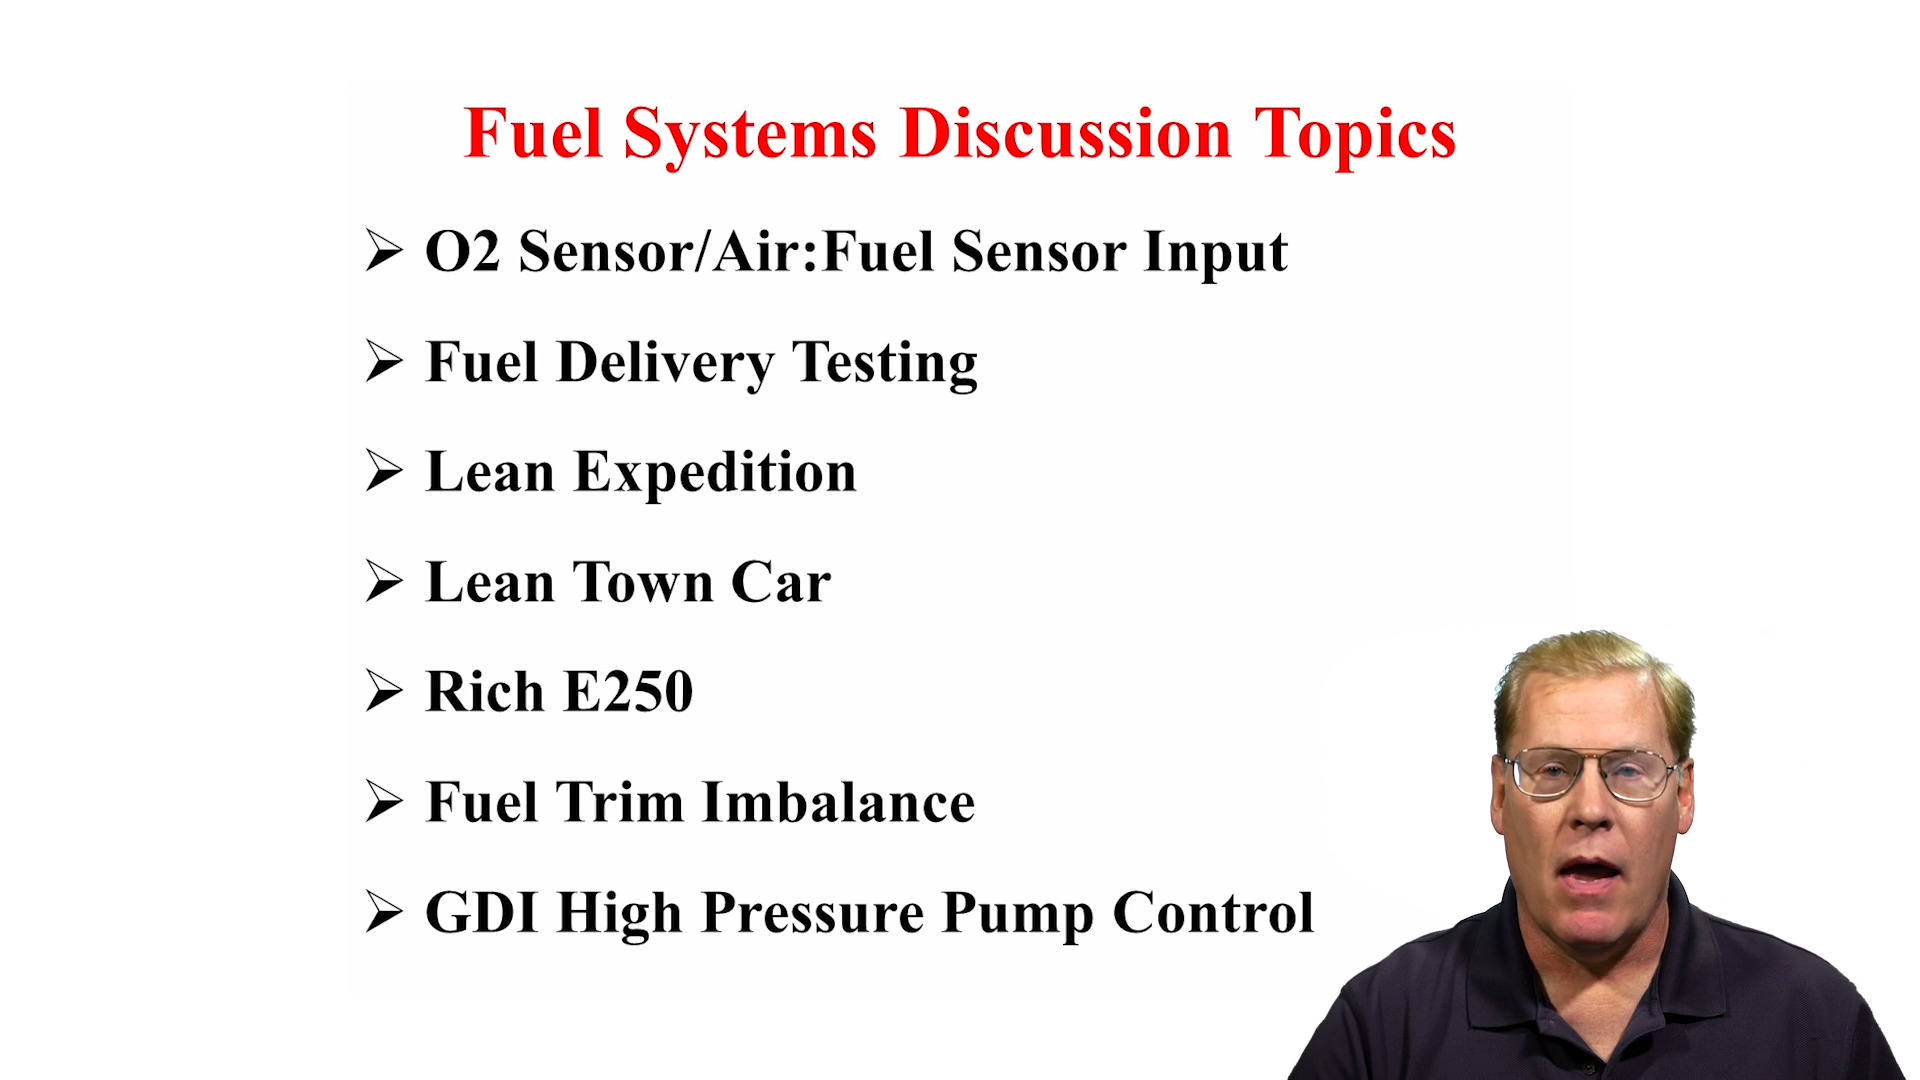 Fuel Systems Discussion Topics
O2 Sensor/Air:Fuel Sensor Input
Fuel Delivery Testing
Lean Expedition
Lean Town Car
Rich E250
Fuel Trim Imbalance
GDI High Pressure Pump Control